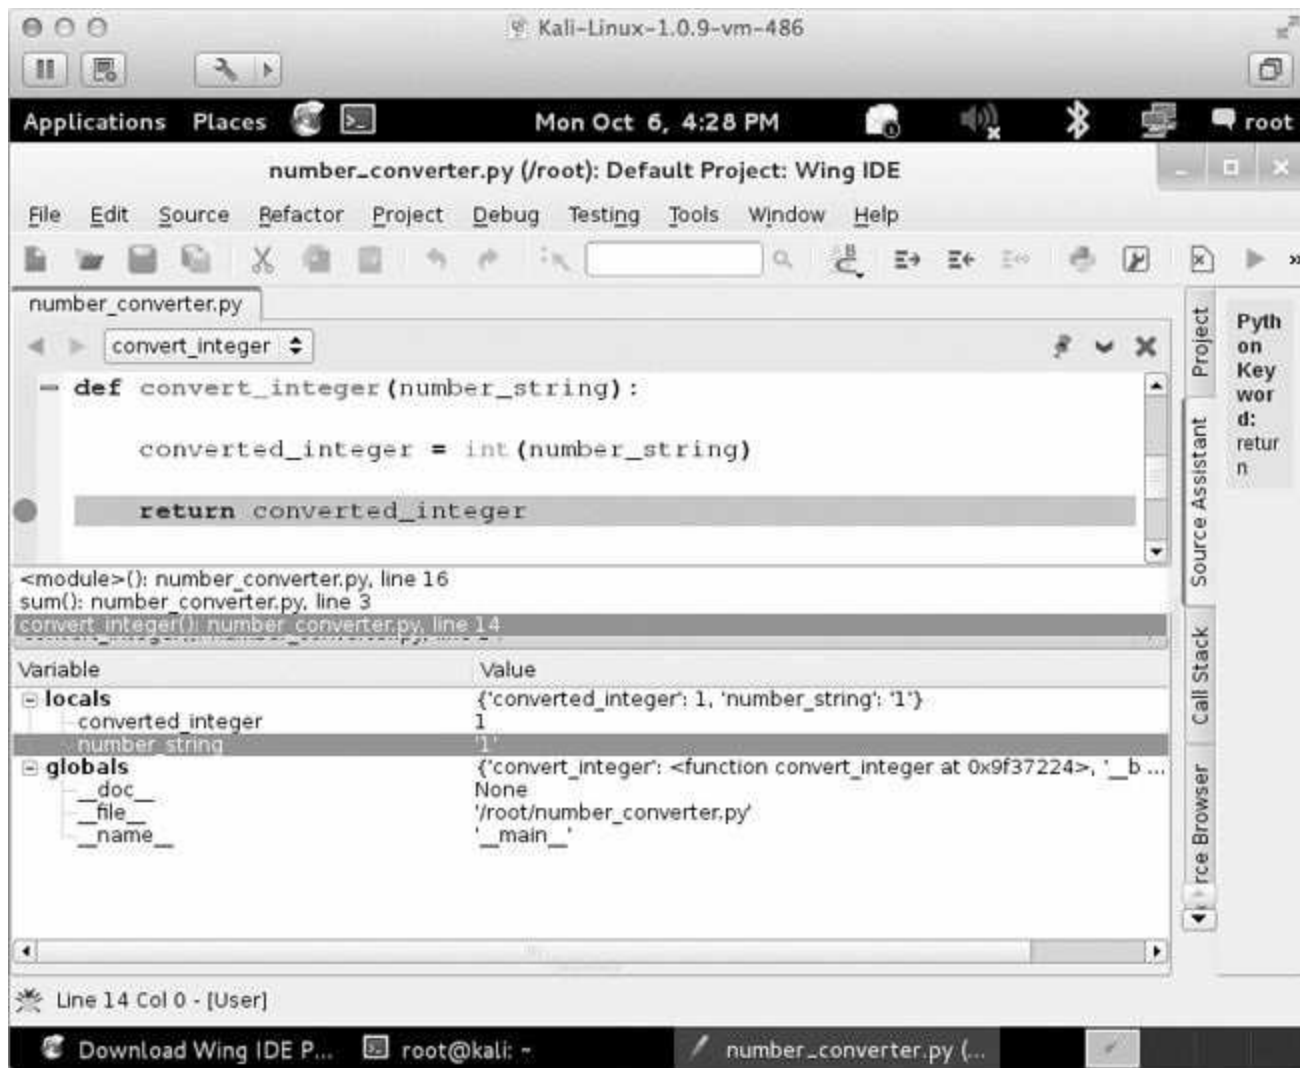 Kali-Linux-1.0.9-vm-486
Applications Places Mon Oct 6, 4:28 PM root
number_converter.py (/root): Default Project: Wing IDE
File Edit Source Refactor Project Debug Testing Tools Window Help
number_converter.py
convert_integer
def convert_integer(number_string):
converted_integer = int(number_string)
return converted_integer
<module>(): number_converter.py, line 16
sum(): number_converter.py, line 3
convert_integer(): number_converter.py, line 14
Variable Value
locals {'converted_integer': 1, 'number_string': '1'}
converted_integer 1
number_string '1'
globals {'convert_integer': <function convert_integer at 0x9f37224>, '__b ...
__doc__ None
__file__ '/root/number_converter.py'
__name__ '__main__'
Project
Source Assistant
Call Stack
rce Browser
Pyth
on
Key
wor
d:
retur
n
Line 14 Col 0 - [User]
Download Wing IDE P... root@kali: ~ number_converter.py (...